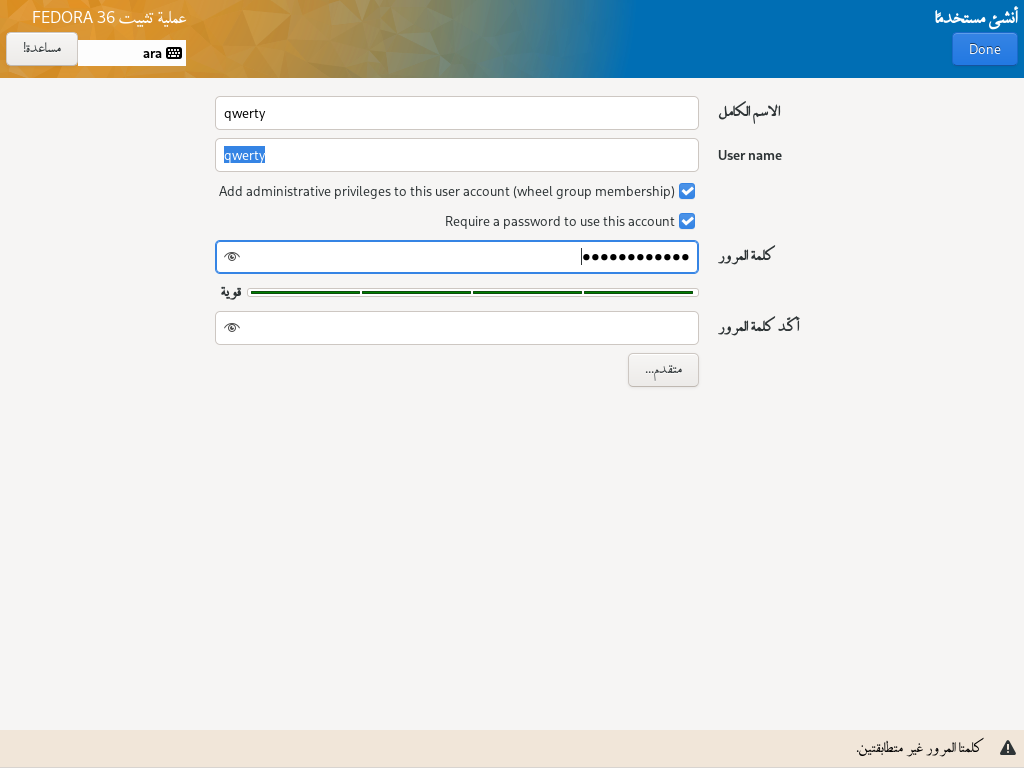 أنشئ مستخدمًا
عملية تثبيت FEDORA 36
Done
ara
مساعدة!
الاسم الكامل
qwerty
User name
qwerty
Add administrative privileges to this user account (wheel group membership)
Require a password to use this account
كلمة المرور
●●●●●●●●●●●●
قوية
أكّد كلمة المرور
متقدم...
كلمتا المرور غير متطابقتين.